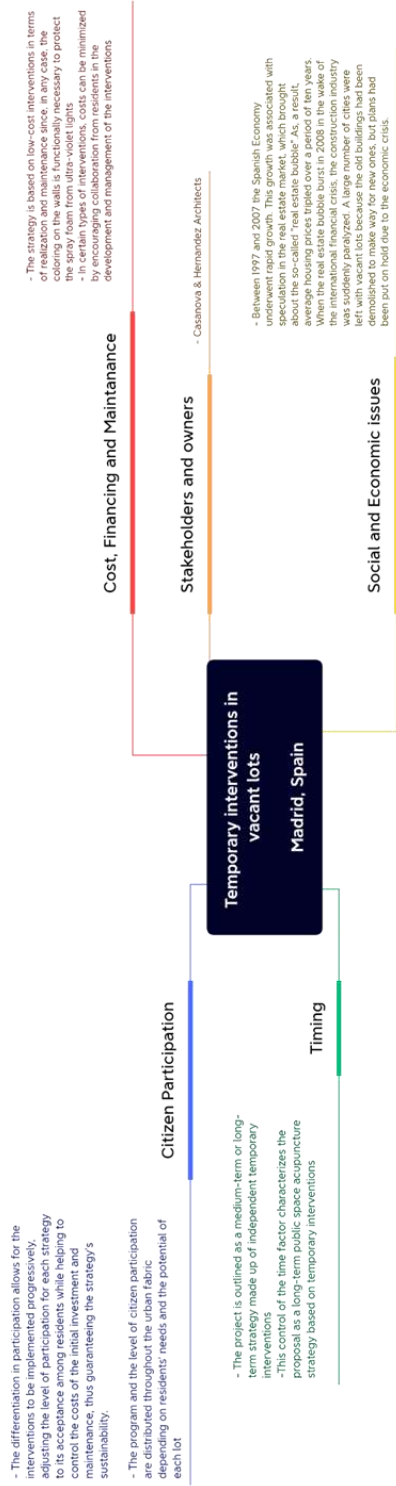 Temporary interventions in
vacant lots
Madrid, Spain
Citizen Participation
- The differentiation in participation allows for the
interventions to be implemented progressively,
adjusting the level of participation for each strategy
to its acceptance among residents while helping to
control the costs of the initial investment and
maintenance, thus guaranteeing the strategy's
sustainability.
- The program and the level of citizen participation
are distributed throughout the urban fabric
depending on residents' needs and the potential of
each lot
Timing
- The project is outlined as a medium-term or long-
term strategy made up of independent temporary
interventions
-This control of the time factor characterizes the
proposal as a long-term public space acupuncture
strategy based on temporary interventions
Cost, Financing and Maintanance
- The strategy is based on low-cost interventions in terms
of realization and maintenance since, in any case, the
coloring on the walls is functionally necessary to protect
the spray foam from ultra-violet lights
- In certain types of interventions, costs can be minimized
by encouraging collaboration from residents in the
development and management of the interventions
Stakeholders and owners
- Casanova & Hernandez Architects
Social and Economic issues
- Between 1997 and 2007 the Spanish Economy
underwent rapid growth. This growth was associated with
speculation in the real estate market, which brought
about the so-called "real estate bubble" As, a result,
average housing prices tripled over a period of ten years.
When the real estate bubble burst in 2008 in the wake of
the international financial crisis, the construction industry
was suddenly paralyzed. A large number of cities were
left with vacant lots because the old buildings had been
demolished to make way for new ones, but plans had
been put on hold due to the economic crisis.